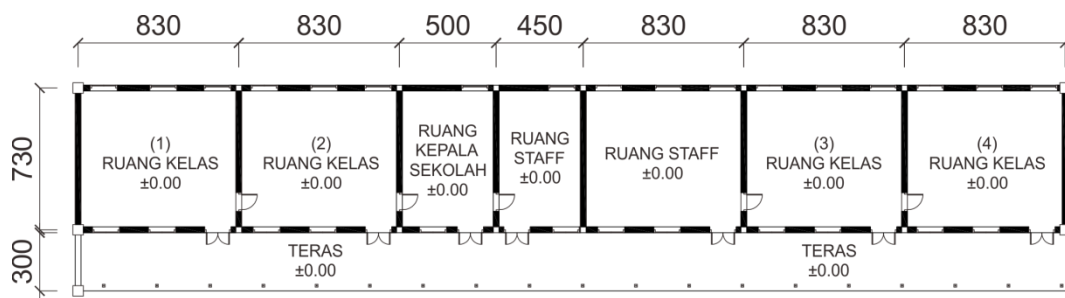 830 830 500 450 830 830 830
730
(1)
RUANG KELAS
±0.00
(2)
RUANG KELAS
±0.00
RUANG
KEPALA
SEKOLAH
±0.00
RUANG
STAFF
±0.00
RUANG STAFF
±0.00
(3)
RUANG KELAS
±0.00
(4)
RUANG KELAS
±0.00
300
TERAS
±0.00
TERAS
±0.00